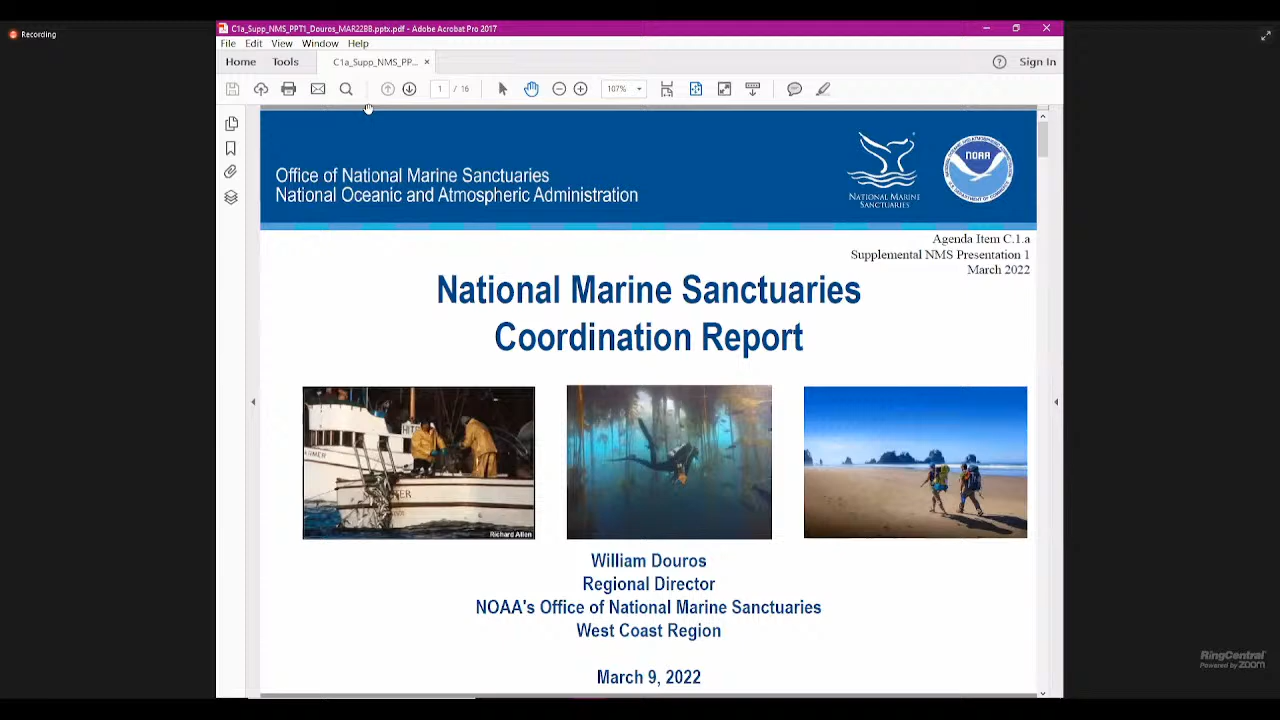 C1a_Supp_NMS_PPT1_Douros_MAR22BB.pptx.pdf - Adobe Acrobat Pro 2017
Recording
File Edit View Window Help
Home Tools C1a_Supp_NMS_PP... × Sign In
1 / 16 107%
Office of National Marine Sanctuaries
National Oceanic and Atmospheric Administration
NATIONAL MARINE
SANCTUARIES
NOAA
Agenda Item C.1.a
Supplemental NMS Presentation 1
March 2022
National Marine Sanctuaries
Coordination Report
Richard Allen
William Douros
Regional Director
NOAA's Office of National Marine Sanctuaries
West Coast Region
March 9, 2022
RingCentral
Powered by zoom